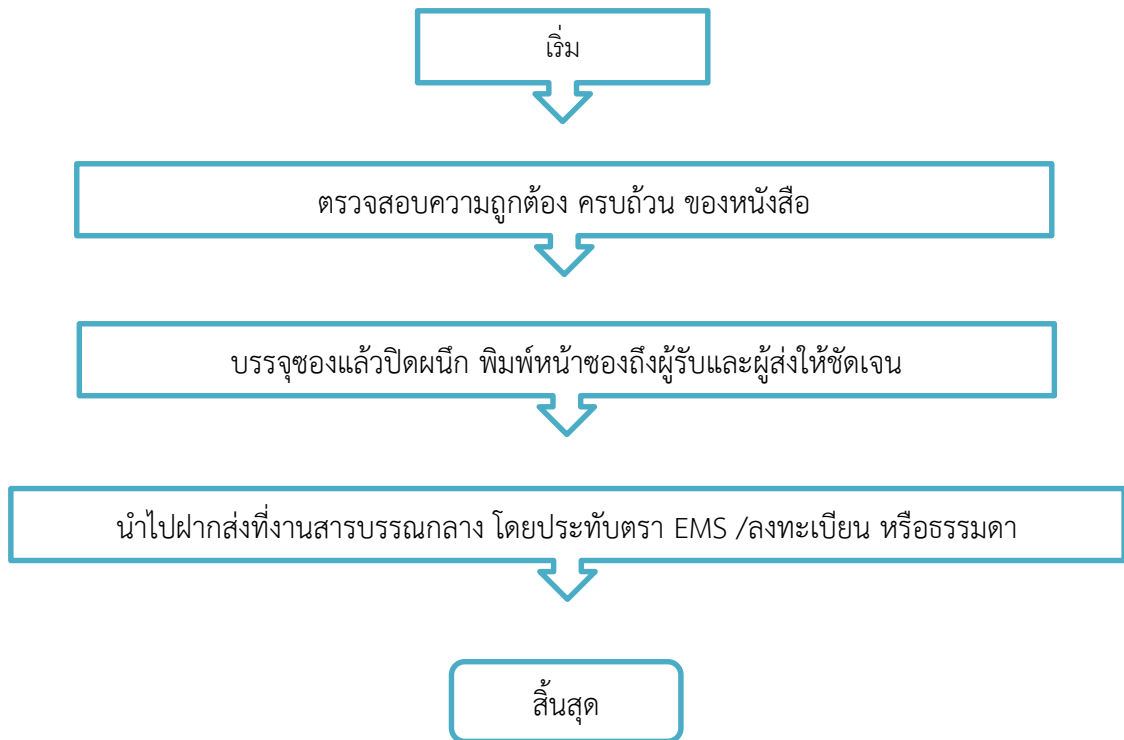 เริ่ม
ตรวจสอบความถูกต้อง ครบถ้วน ของหนังสือ
บรรจุซองแล้วปิดผนึก พิมพ์หน้าซองถึงผู้รับและผู้ส่งให้ชัดเจน
นำไปฝากส่งที่งานสารบรรณกลาง โดยประทับตรา EMS /ลงทะเบียน หรือธรรมดา
สิ้นสุด